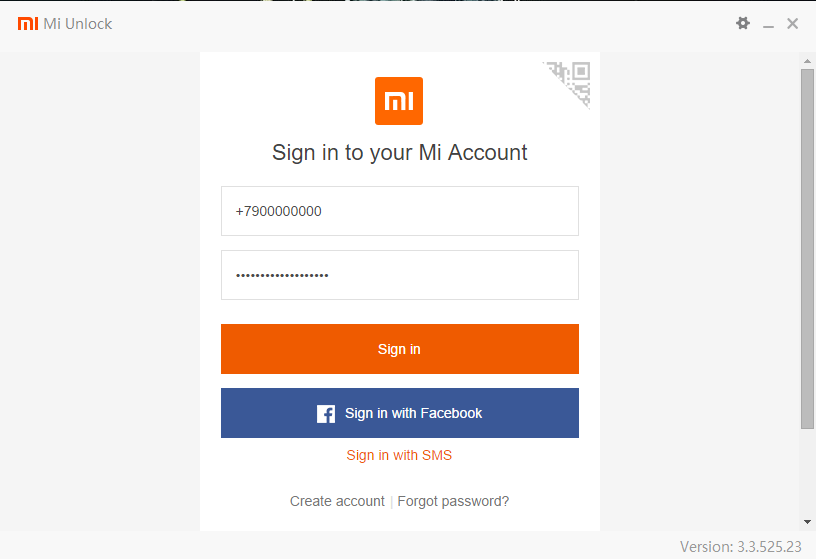 Mi Unlock
Sign in to your Mi Account
+7900000000
•••••••••••••••••••
Sign in
Sign in with Facebook
Sign in with SMS
Create account | Forgot password?
Version: 3.3.525.23